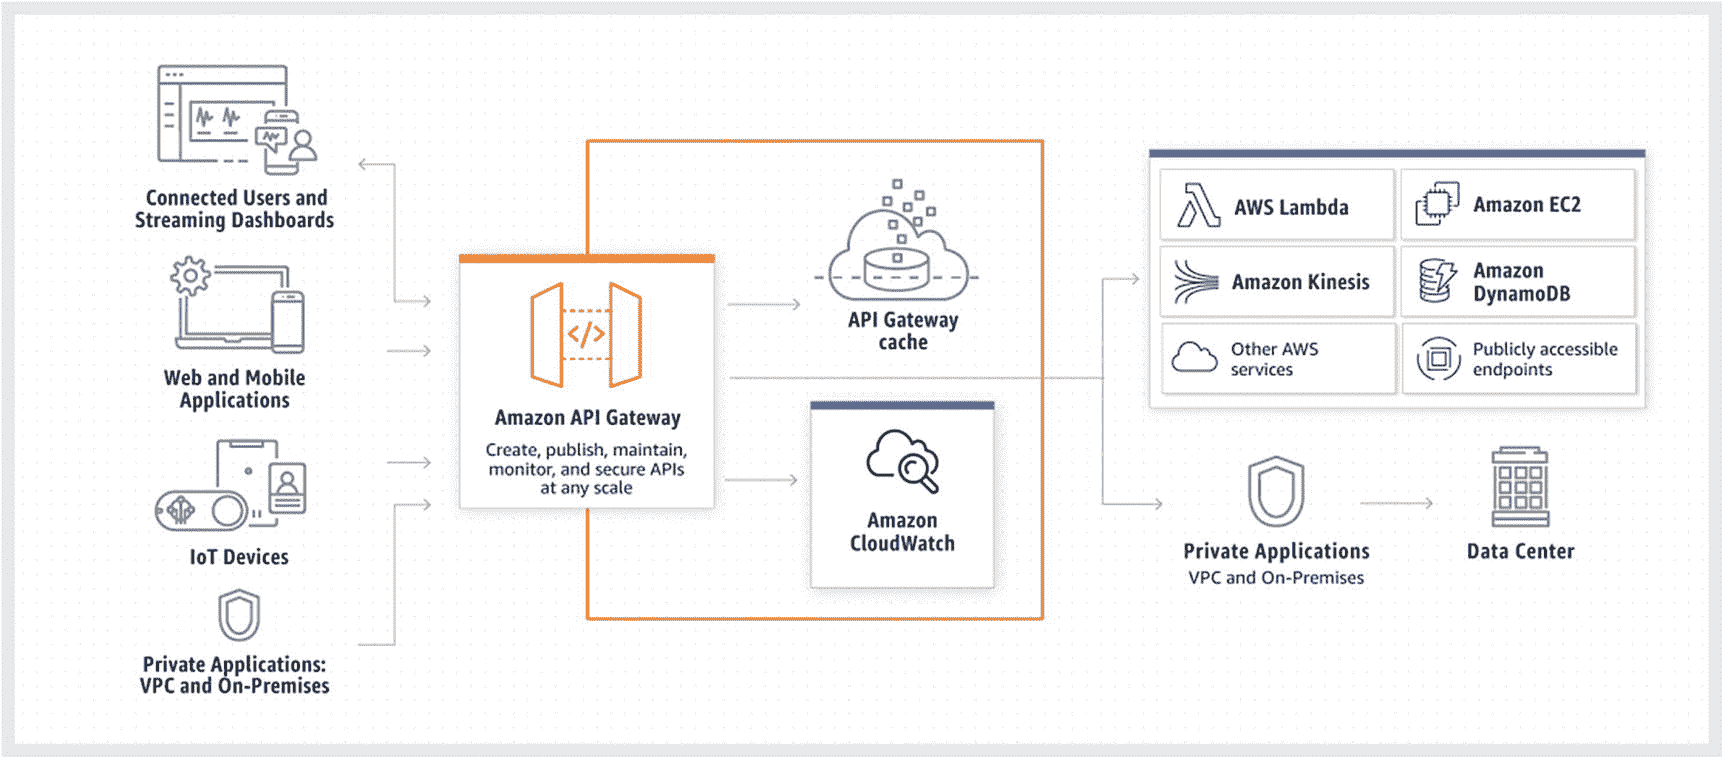 Connected Users and
Streaming Dashboards
Web and Mobile
Applications
IoT Devices
Private Applications:
VPC and On-Premises
</>
Amazon API Gateway
Create, publish, maintain,
monitor, and secure APIs
at any scale
API Gateway
cache
Amazon
CloudWatch
AWS Lambda
Amazon EC2
Amazon Kinesis
Amazon
DynamoDB
Other AWS
services
Publicly accessible
endpoints
Private Applications
VPC and On-Premises
Data Center